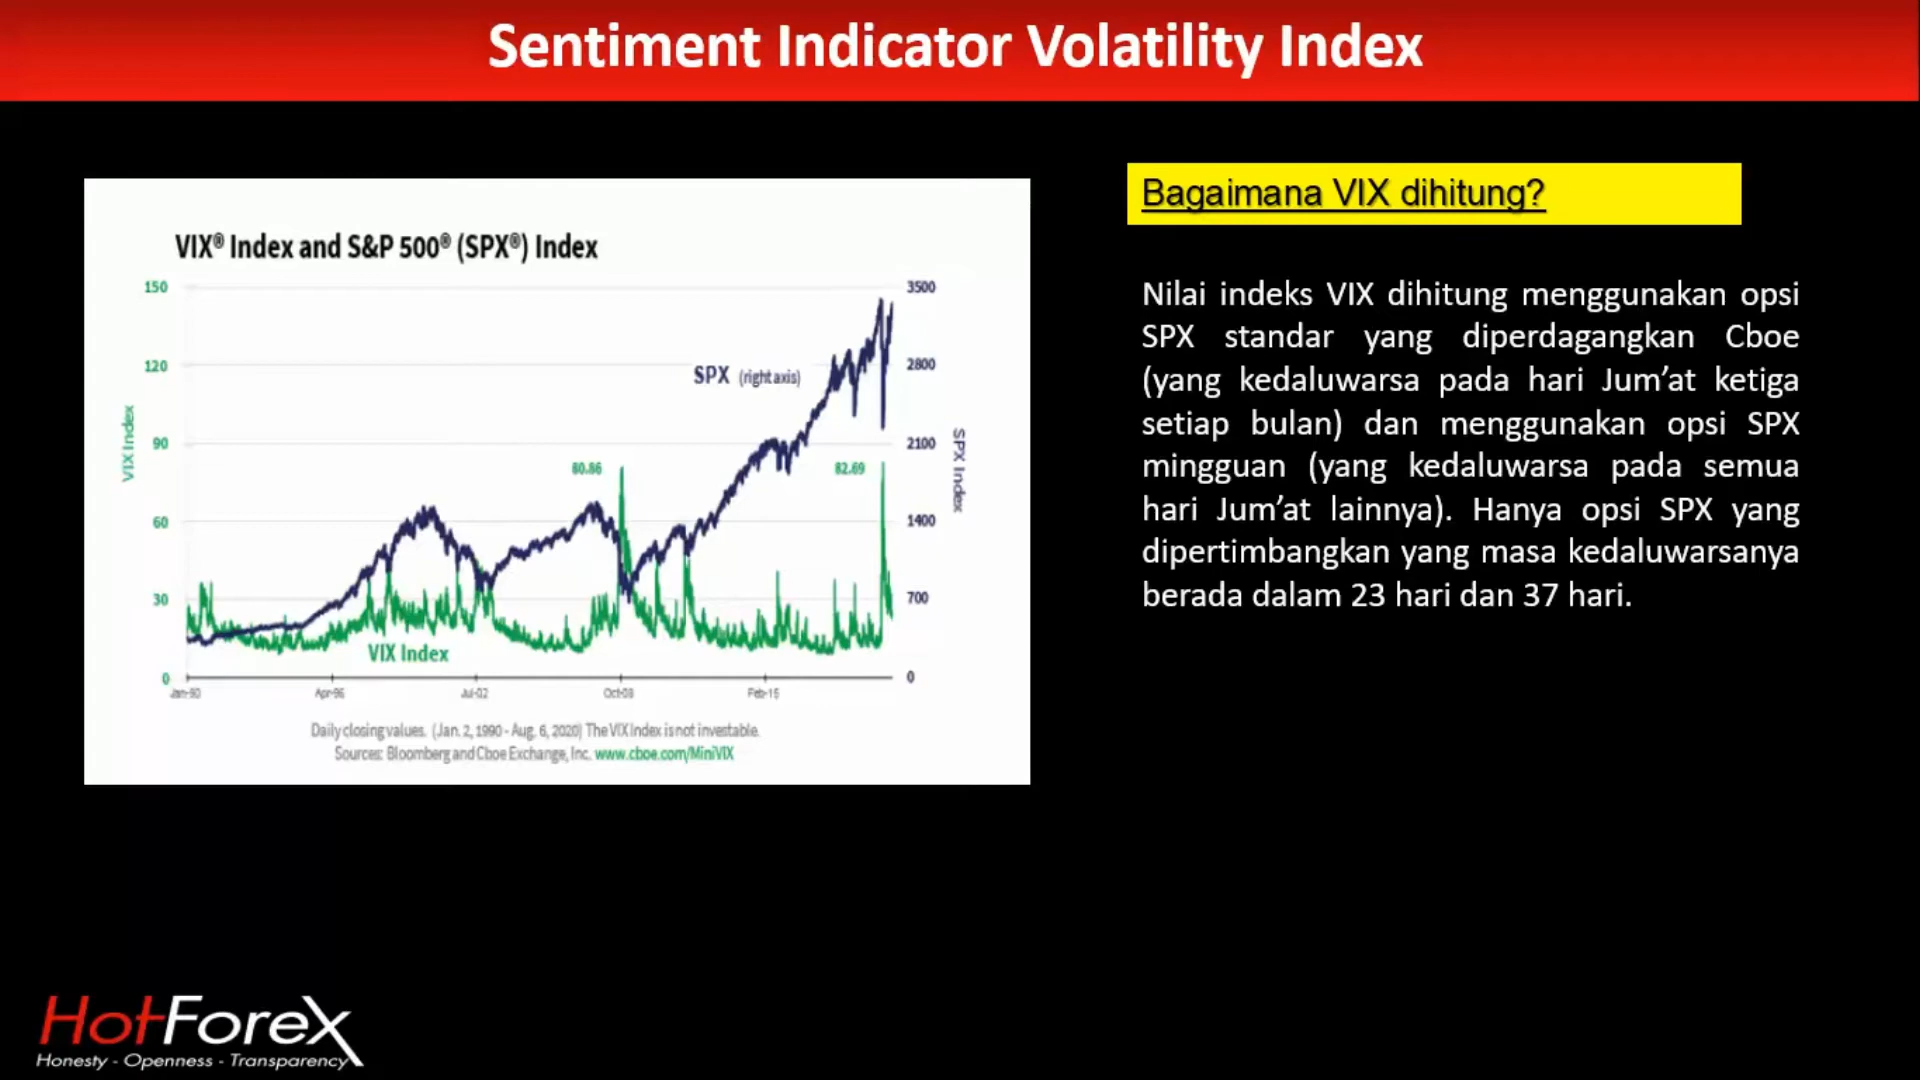 Sentiment Indicator Volatility Index
VIX® Index and S&P 500® (SPX®) Index
150
120
90
60
30
0
VIX Index
3500
2800
2100
1400
700
0
SPX Index
SPX (right axis)
80.86
82.69
VIX Index
Jan-90
Apr-96
Jul-02
Oct-08
Feb-15
Daily closing values. (Jan. 2, 1990 - Aug. 6, 2020) The VIX Index is not investable.
Sources: Bloomberg and Cboe Exchange, Inc. www.cboe.com/MiniVIX
Bagaimana VIX dihitung?
Nilai indeks VIX dihitung menggunakan opsi
SPX standar yang diperdagangkan Cboe
(yang kedaluwarsa pada hari Jum’at ketiga
setiap bulan) dan menggunakan opsi SPX
mingguan (yang kedaluwarsa pada semua
hari Jum’at lainnya). Hanya opsi SPX yang
dipertimbangkan yang masa kedaluwarsanya
berada dalam 23 hari dan 37 hari.
HotForex
Honesty - Openness - Transparency